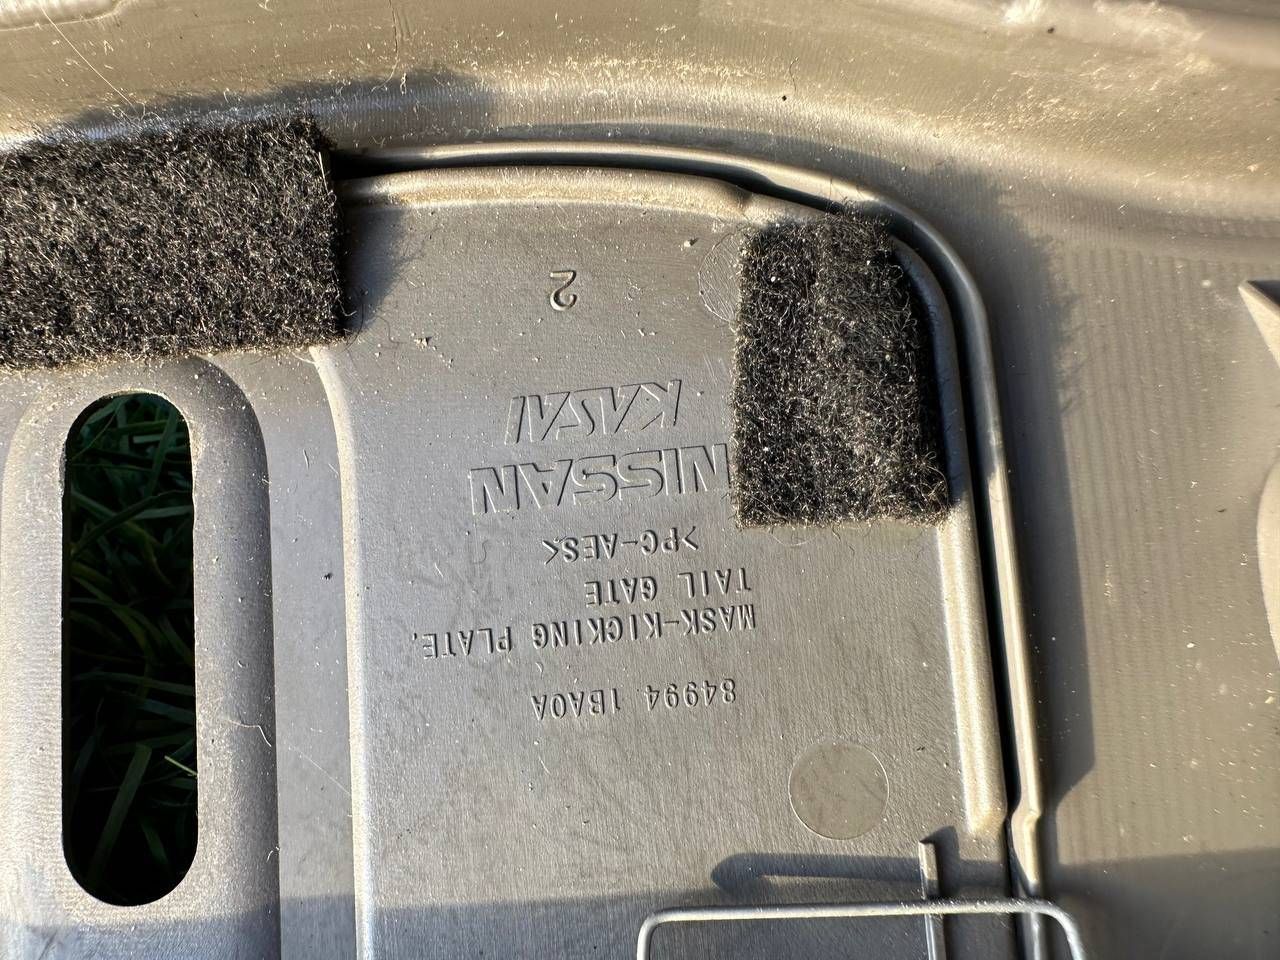 84994 1BA0A
MASK-KICKING PLATE,
TAIL GATE
>PC-AES<
NISSAN
KASAI
2